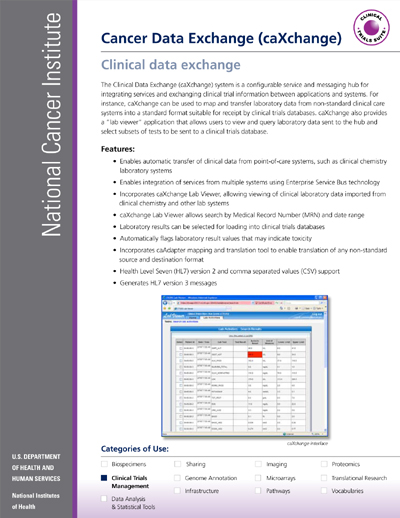 National Cancer Institute
CLINICAL
TRIALS SUITE
Cancer Data Exchange (caXchange)
Clinical data exchange
The Clinical Data Exchange (caXchange) system is a configurable service and messaging hub for
integrating services and exchanging clinical trial information between applications and systems. For
instance, caXchange can be used to map and transfer laboratory data from non-standard clinical care
systems into a standard format suitable for receipt by clinical trials databases. caXchange also provides
a "lab viewer" application that allows users to view and query laboratory data sent to the hub and
select subsets of tests to be sent to a clinical trials database.
Features:
• Enables automatic transfer of clinical data from point-of-care systems, such as clinical chemistry
laboratory systems
• Enables integration of services from multiple systems using Enterprise Service Bus technology
• Incorporates caXchange Lab Viewer, allowing viewing of clinical laboratory data imported from
clinical chemistry and other lab systems
• caXchange Lab Viewer allows search by Medical Record Number (MRN) and date range
• Laboratory results can be selected for loading into clinical trials databases
• Automatically flags laboratory result values that may indicate toxicity
• Incorporates caAdapter mapping and translation tool to enable translation of any non-standard
source and destination format
• Health Level Seven (HL7) version 2 and comma separated values (CSV) support
• Generates HL7 version 3 messages
caXchange Interface
Categories of Use:
Biospecimens
Sharing
Imaging
Proteomics
Clinical Trials
Management
Genome Annotation
Microarrays
Translational Research
Data Analysis
& Statistical Tools
Infrastructure
Pathways
Vocabularies
U.S. DEPARTMENT
OF HEALTH AND
HUMAN SERVICES
National Institutes
of Health